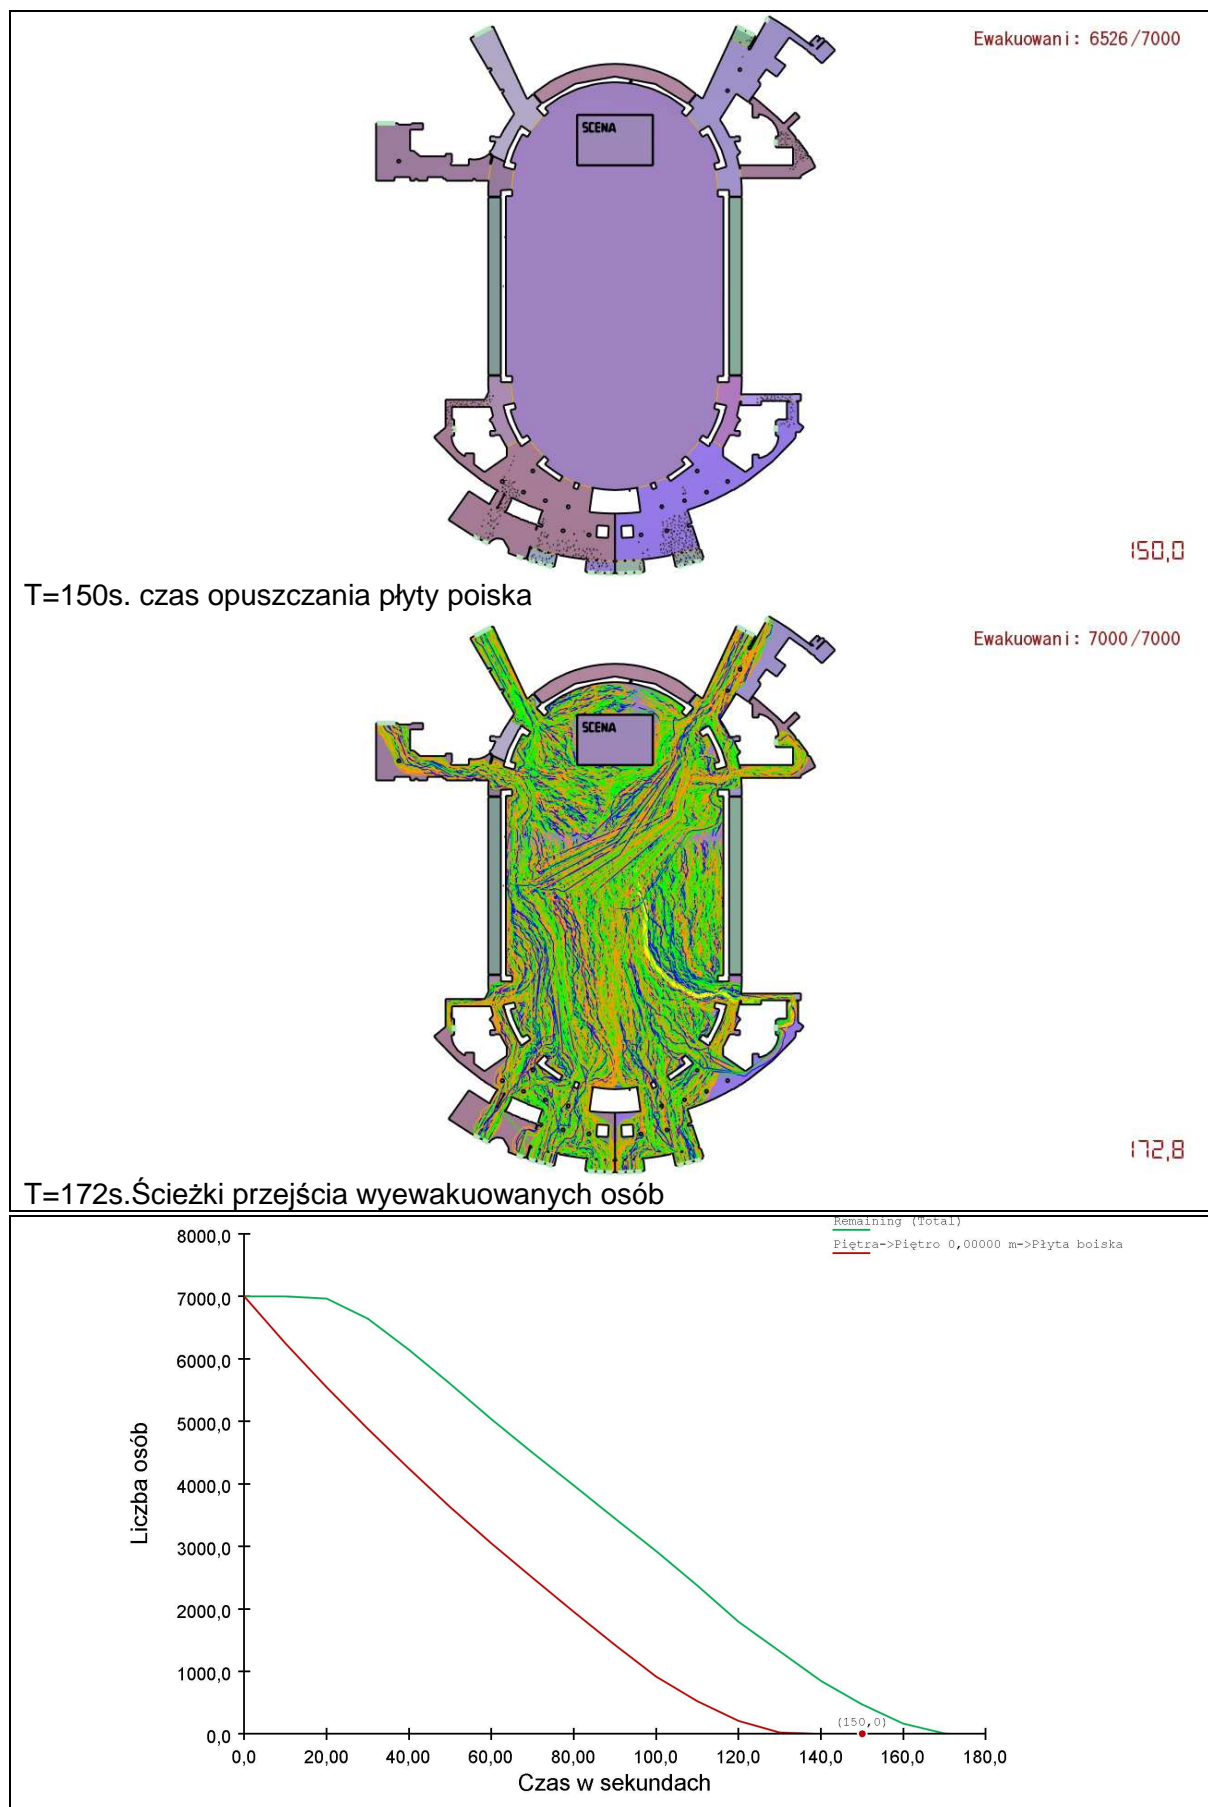 Ewakuowani: 6526/7000
SCENA
150,0
T=150s. czas opuszczania płyty poiska
Ewakuowani: 7000/7000
SCENA
172,8
T=172s.Ścieżki przejścia wyewakuowanych osób
Remaining (Total)
Piętra->Piętro 0,00000 m->Płyta boiska
8000,0
7000,0
6000,0
5000,0
4000,0
3000,0
2000,0
1000,0
0,0
Liczba osób
(150,0)
0,0 20,00 40,00 60,00 80,00 100,0 120,0 140,0 160,0 180,0
Czas w sekundach